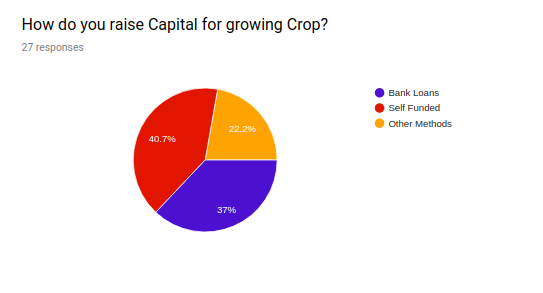 How do you raise Capital for growing Crop?
27 responses
Bank Loans
Self Funded
Other Methods
22.2%
40.7%
37%